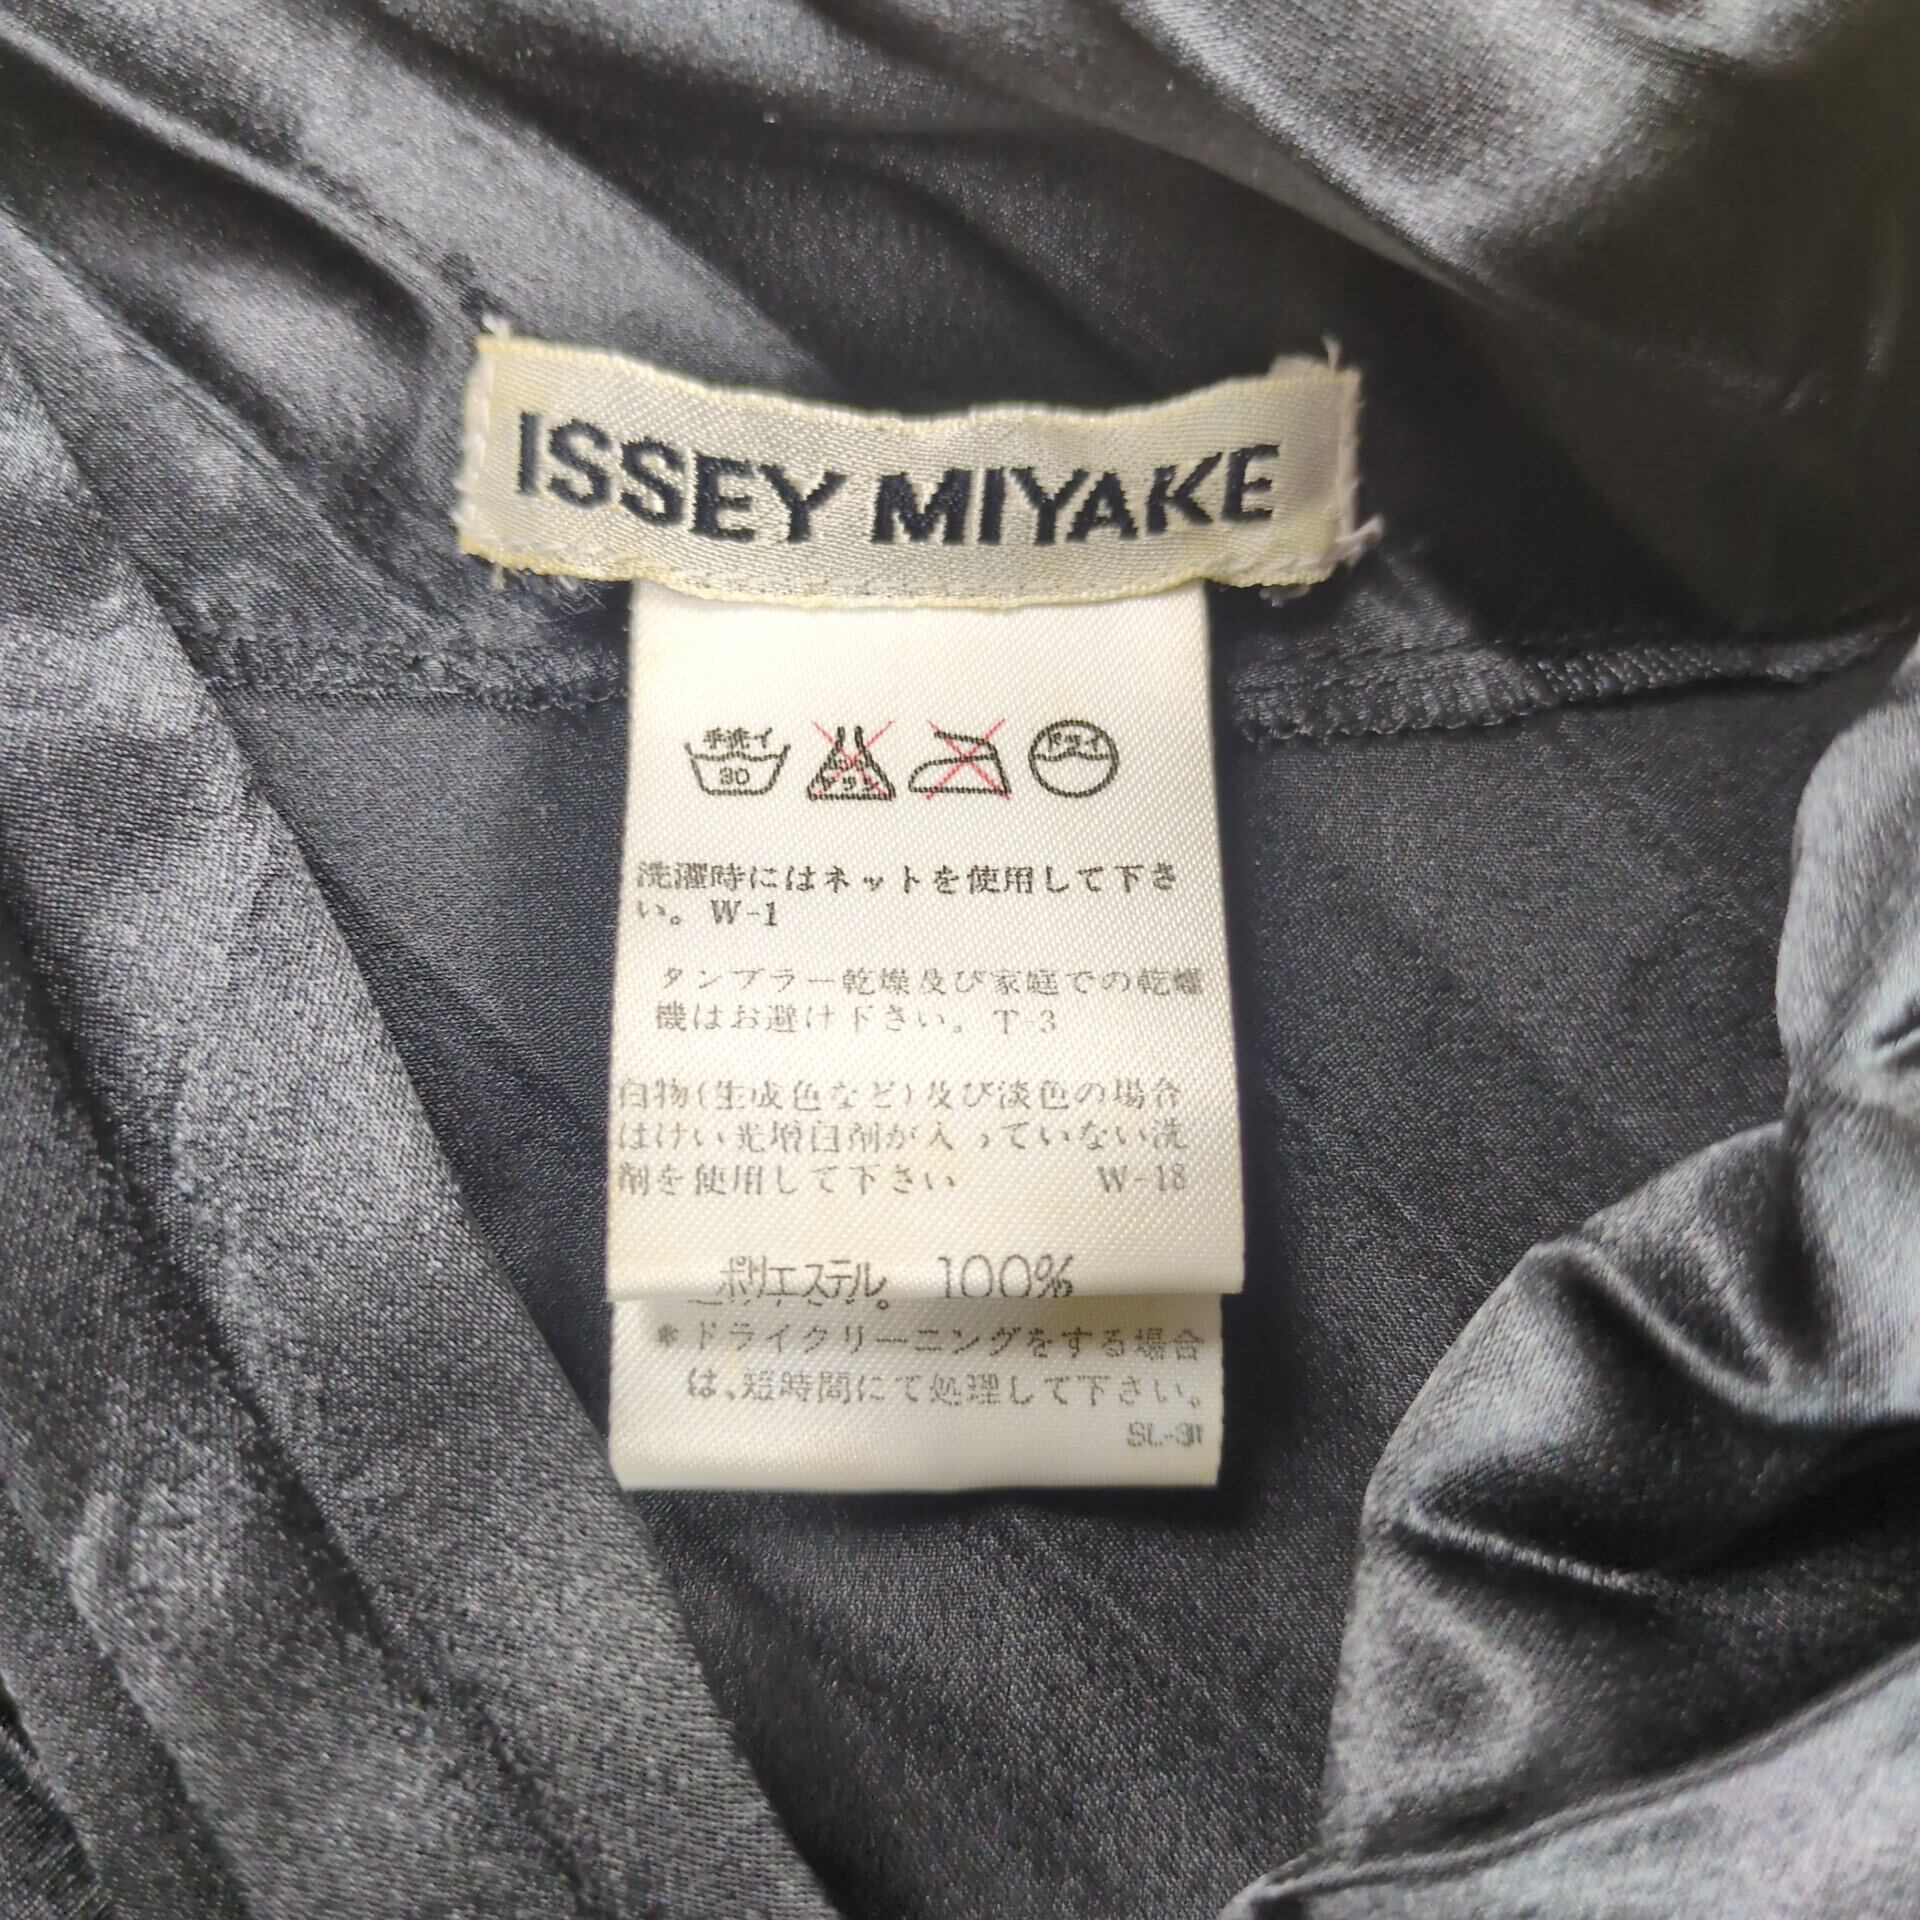 ISSEY MIYAKE
手洗イ 30 エンソサラシ ドライ
洗濯時にはネットを使用して下さ
い。W-1
タンブラー乾燥及び家庭での乾燥
機はお避け下さい。T-3
白物(生成色など)及び淡色の場合
はけい光増白剤が入っていない洗
剤を使用して下さい W-18
ポリエステル 100%
＊ドライクリーニングをする場合
は、短時間にて処理して下さい。
SL-31